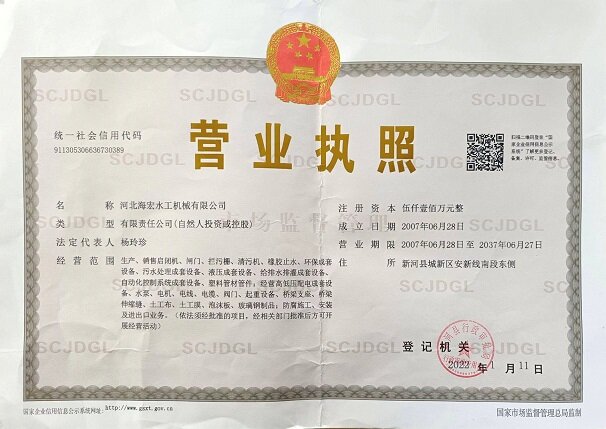 SCJDGL SCJDGL SCJDGL
统一社会信用代码
911305306636730389
营业执照
扫描二维码登录“国
家企业信用信息公示
系统”了解更多登记、
备案、许可、监管信息。
名 称 河北海宏水工机械有限公司
类 型 有限责任公司(自然人投资或控股)
法定代表人 杨玲珍
经营范围 生产、销售启闭机、闸门、拦污栅、清污机、橡胶止水、环保成套
设备、污水处理成套设备、液压成套设备、给排水排灌成套设备、
自动化控制系统成套设备、塑料管材管件；经营高低压配电成套设
备、水泵、电机、电线、电缆、阀门、起重设备、桥梁支座、桥梁
伸缩缝、土工布、土工膜、泡沫板、玻璃钢制品；防腐施工、安装
及进出口业务。（依法须经批准的项目，经相关部门批准后方可开
展经营活动）
注册资本 伍仟壹佰万元整
成立日期 2007年06月28日
营业期限 2007年06月28日 至 2037年06月27日
住 所 新河县城新区安新线南段东侧
市场监督管理
SCJDGL SCJDGL
登记机关
2022年 1月 11日
国家企业信用信息公示系统网址: http://www.gsxt.gov.cn
国家市场监督管理总局监制